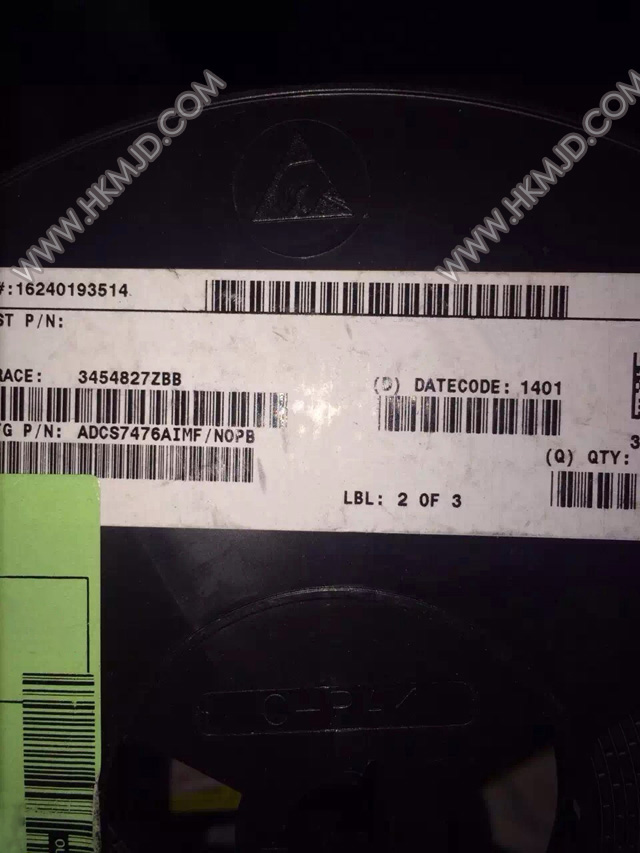 WWW.HKMJD.COM
WWW.HKMJD.COM
#:16240193514
ST P/N:
RACE: 3454827ZBB
(D) DATECODE: 1401
G P/N: ADCS7476AIMF/NOPB
(Q) QTY:
LBL: 2 OF 3